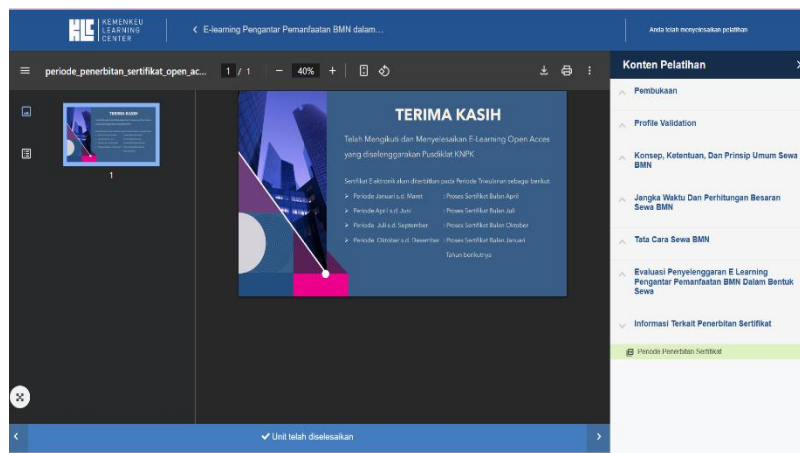 KEMENKEU
LEARNING
CENTER
E-learning Pengantar Pemanfaatan BMN dalam...
Anda telah menyelesaikan pelatihan
periode_penerbitan_sertifikat_open_ac...
1 / 1
40%
TERIMA KASIH
1
TERIMA KASIH
Telah Mengikuti dan Menyelesaikan E-Learning Open Acces
yang diselenggarakan Pusdiklat KNPK
Sertifikat Elektronik akan diterbitkan pada Periode Triwulanan sebagai berikut
Periode Januari s.d. Maret : Proses Sertifikat Bulan April
Periode April s.d. Juni : Proses Sertifikat Bulan Juli
Periode Juli s.d. September : Proses Sertifikat Bulan Oktober
Periode Oktober s.d. Desember : Proses Sertifikat Bulan Januari
Tahun berikutnya
Konten Pelatihan
Pembukaan
Profile Validation
Konsep, Ketentuan, Dan Prinsip Umum Sewa
BMN
Jangka Waktu Dan Perhitungan Besaran
Sewa BMN
Tata Cara Sewa BMN
Evaluasi Penyelenggaran E Learning
Pengantar Pemanfaatan BMN Dalam Bentuk
Sewa
Informasi Terkait Penerbitan Sertifikat
Periode Penerbitan Sertifikat
Unit telah diselesaikan